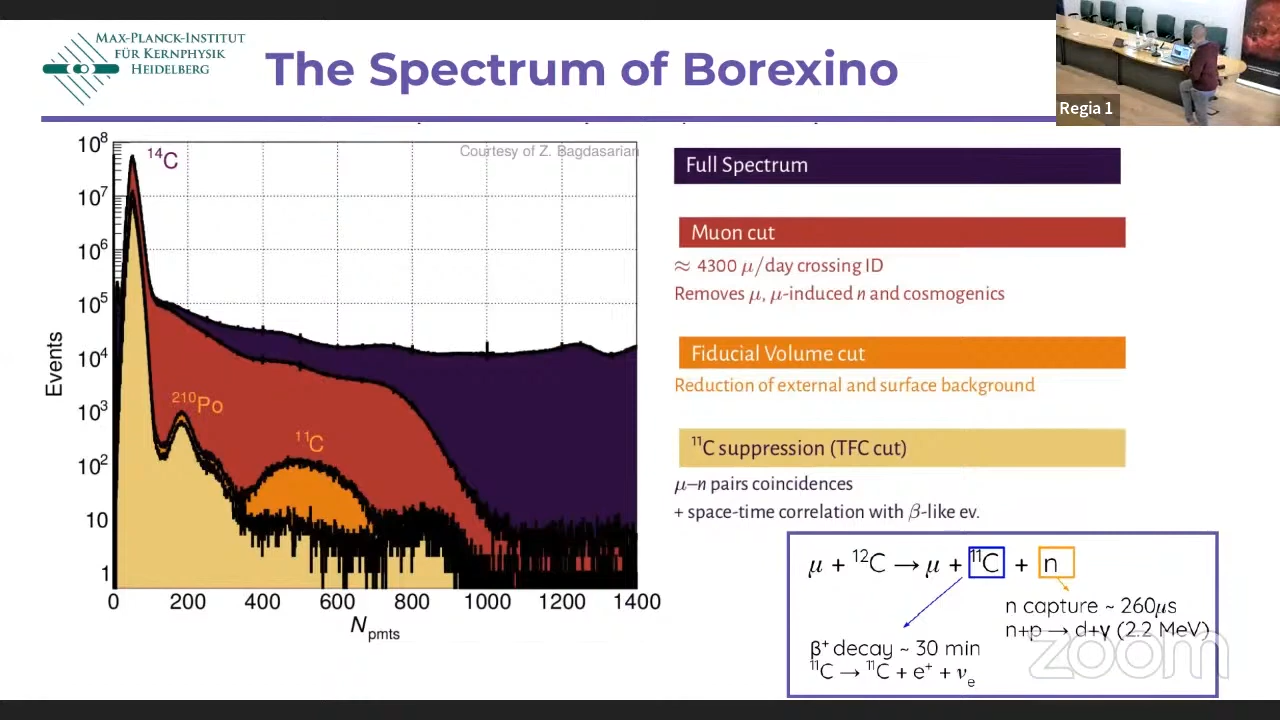 MAX-PLANCK-INSTITUT
FÜR KERNPHYSIK
HEIDELBERG
The Spectrum of Borexino
Regia 1
Courtesy of Z. Bagdasarian
Events
10⁸
10⁷
10⁶
10⁵
10⁴
10³
10²
10
1
¹⁴C
²¹⁰Po
¹¹C
0 200 400 600 800 1000 1200 1400
N_pmts
Full Spectrum
Muon cut
≈ 4300 μ/day crossing ID
Removes μ, μ-induced n and cosmogenics
Fiducial Volume cut
Reduction of external and surface background
¹¹C suppression (TFC cut)
μ–n pairs coincidences
+ space-time correlation with β-like ev.
μ + ¹²C → μ + ¹¹C + n
n capture ~ 260μs
n+p → d+γ (2.2 MeV)
β⁺ decay ~ 30 min
¹¹C → ¹¹C + e⁺ + νₑ
zoom